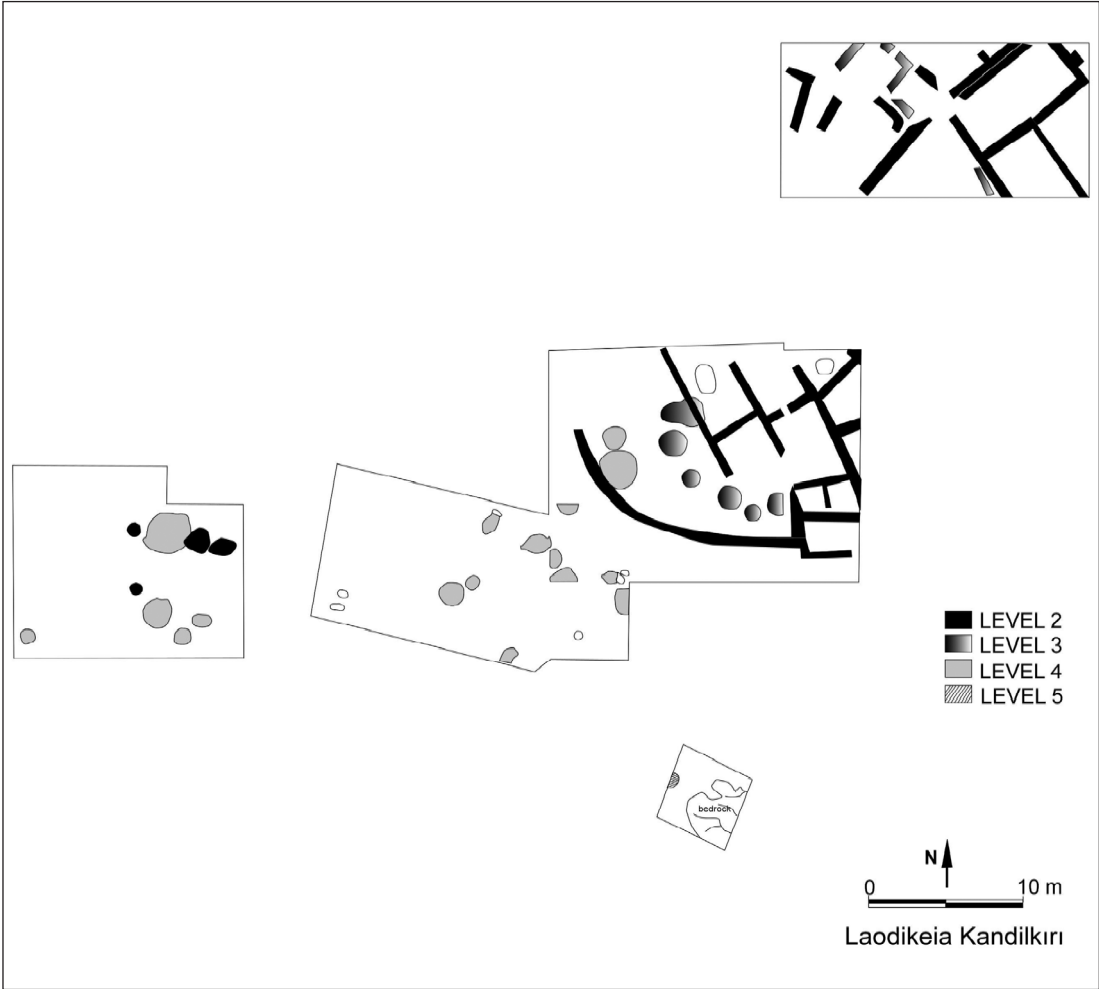 LEVEL 2
LEVEL 3
LEVEL 4
LEVEL 5
bedrock
N
0 10 m
Laodikeia Kandilkırı